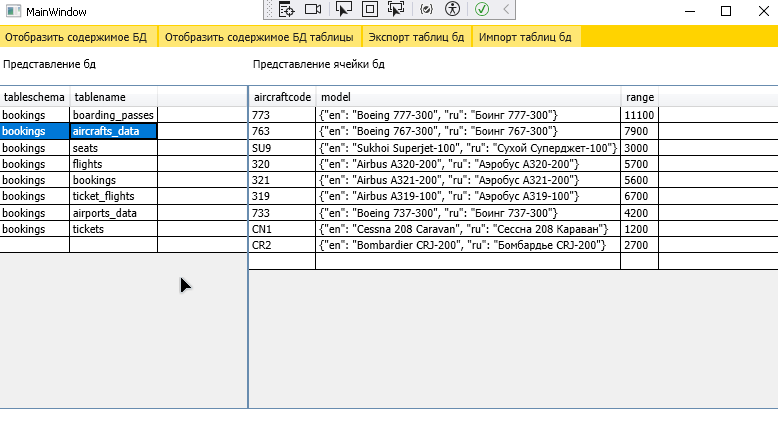 MainWindow
Отобразить содержимое БД Отобразить содержимое БД таблицы Экспорт таблиц бд Импорт таблиц бд
Представление бд Представление ячейки бд
tableschema tablename aircraftcode model range
bookings boarding_passes 773 {"en": "Boeing 777-300", "ru": "Боинг 777-300"} 11100
bookings aircrafts_data 763 {"en": "Boeing 767-300", "ru": "Боинг 767-300"} 7900
bookings seats SU9 {"en": "Sukhoi Superjet-100", "ru": "Сухой Суперджет-100"} 3000
bookings flights 320 {"en": "Airbus A320-200", "ru": "Аэробус A320-200"} 5700
bookings bookings 321 {"en": "Airbus A321-200", "ru": "Аэробус A321-200"} 5600
bookings ticket_flights 319 {"en": "Airbus A319-100", "ru": "Аэробус A319-100"} 6700
bookings airports_data 733 {"en": "Boeing 737-300", "ru": "Боинг 737-300"} 4200
bookings tickets CN1 {"en": "Cessna 208 Caravan", "ru": "Сессна 208 Караван"} 1200
CR2 {"en": "Bombardier CRJ-200", "ru": "Бомбардье CRJ-200"} 2700